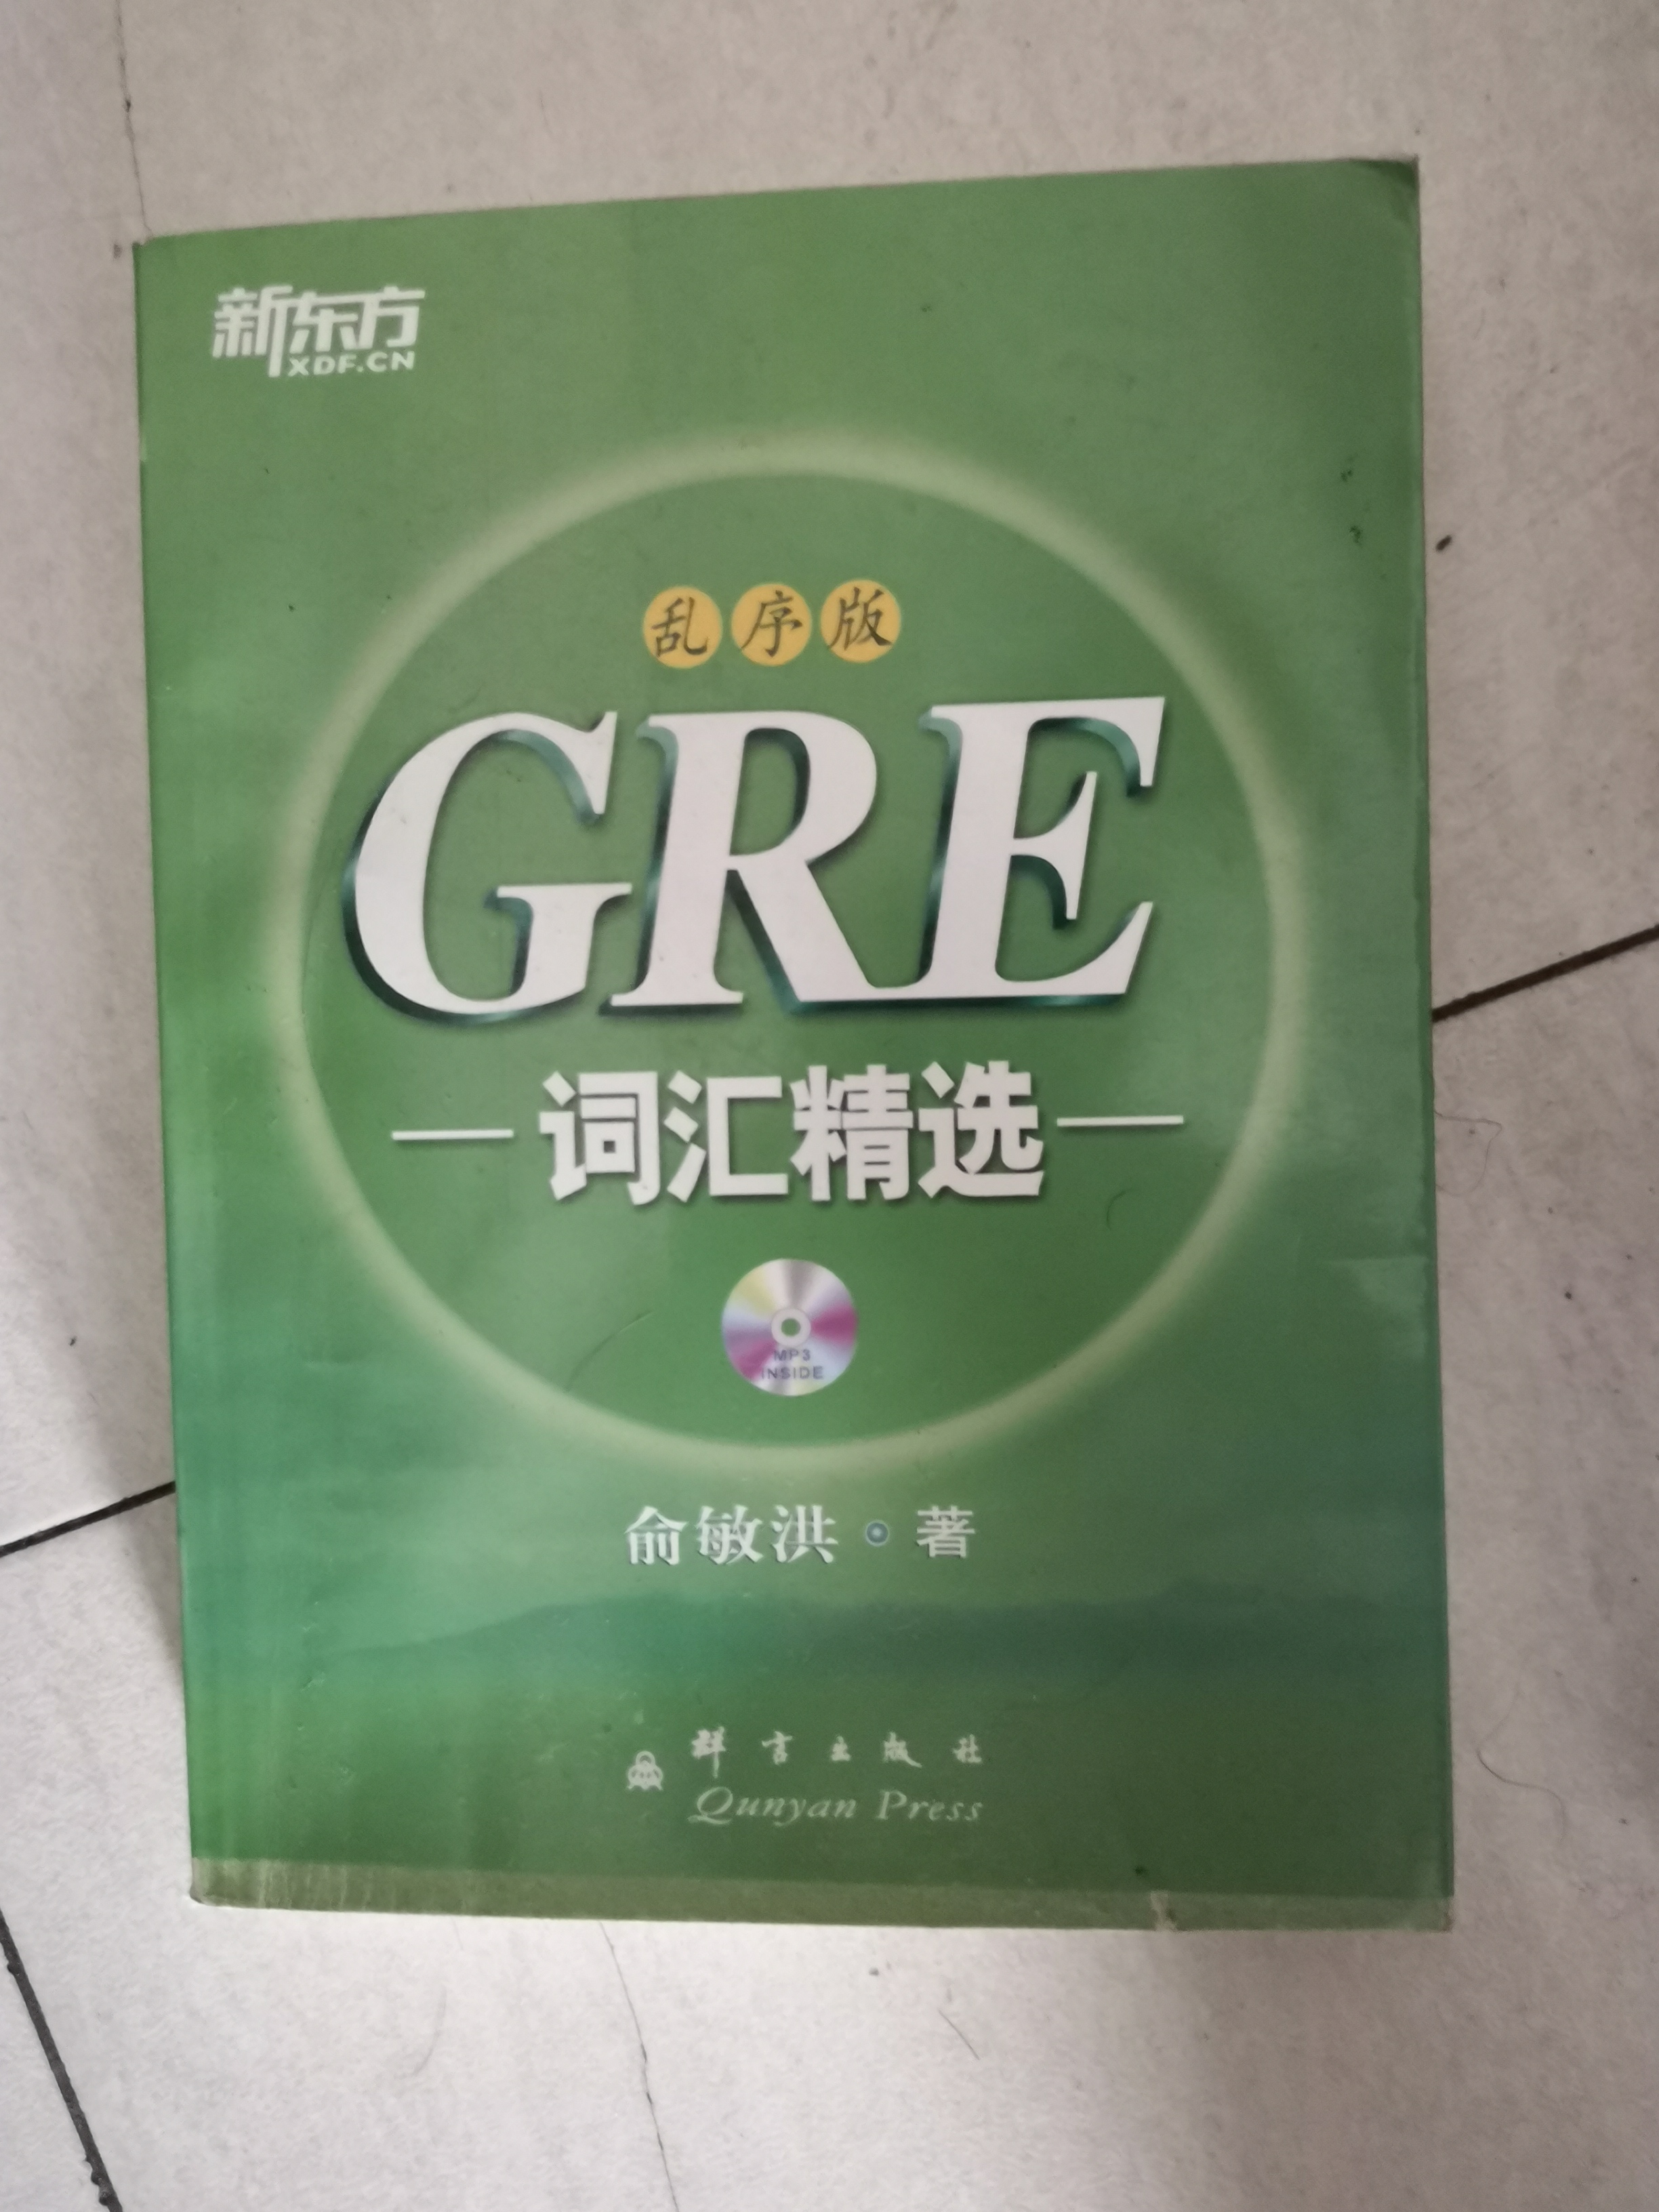 新东方
XDF.CN
乱序版
GRE
词汇精选
MP3
INSIDE
俞敏洪·著
群言出版社
Qunyan Press